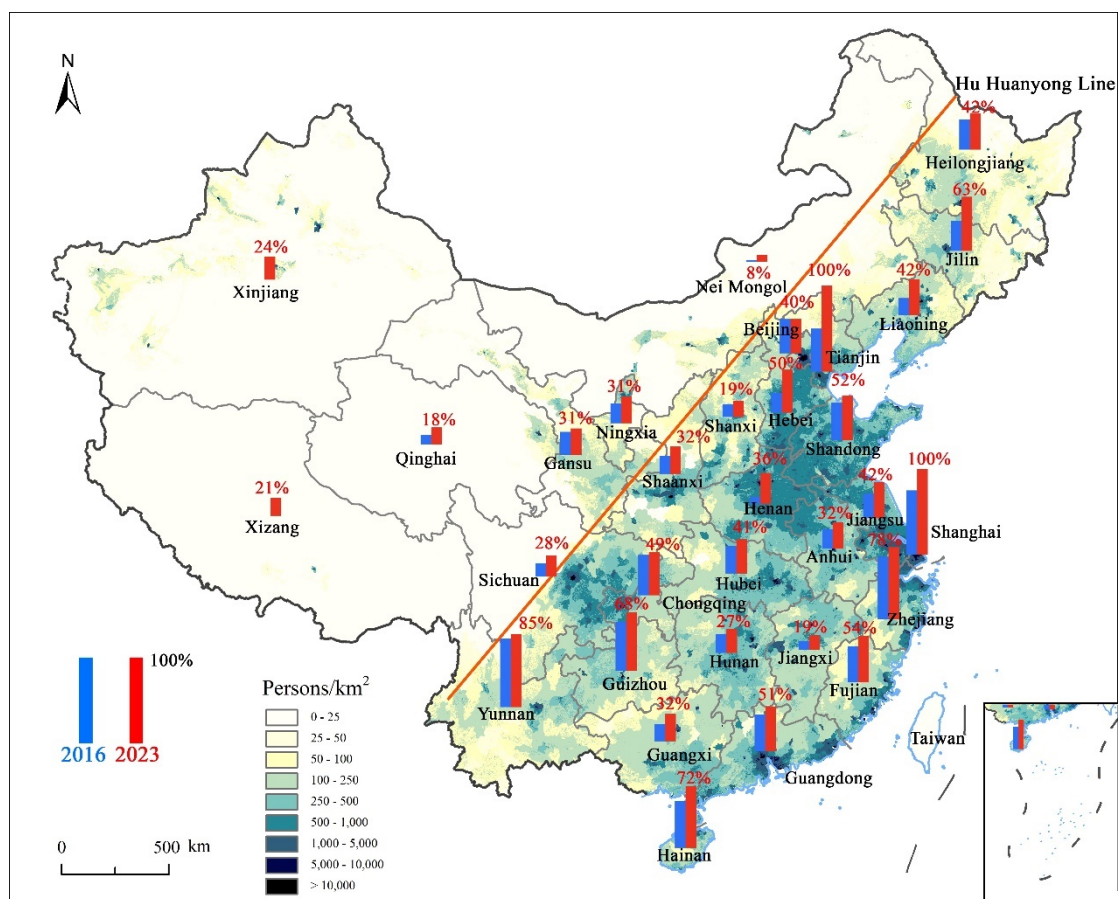 N
Hu Huanyong Line
42%
Heilongjiang
63%
Jilin
24%
Xinjiang
8%
Nei Mongol
100%
Tianjin
42%
Liaoning
40%
Beijing
50%
Hebei
52%
Shandong
19%
Shanxi
31%
Ningxia
31%
Gansu
18%
Qinghai
32%
Shaanxi
36%
Henan
21%
Xizang
42%
Jiangsu
100%
Shanghai
32%
Anhui
78%
Zhejiang
41%
Hubei
28%
Sichuan
49%
Chongqing
68%
Guizhou
85%
Yunnan
27%
Hunan
19%
Jiangxi
54%
Fujian
32%
Guangxi
51%
Guangdong
72%
Hainan
Taiwan
100%
2016
2023
0
500 km
Persons/km²
0 - 25
25 - 50
50 - 100
100 - 250
250 - 500
500 - 1,000
1,000 - 5,000
5,000 - 10,000
> 10,000